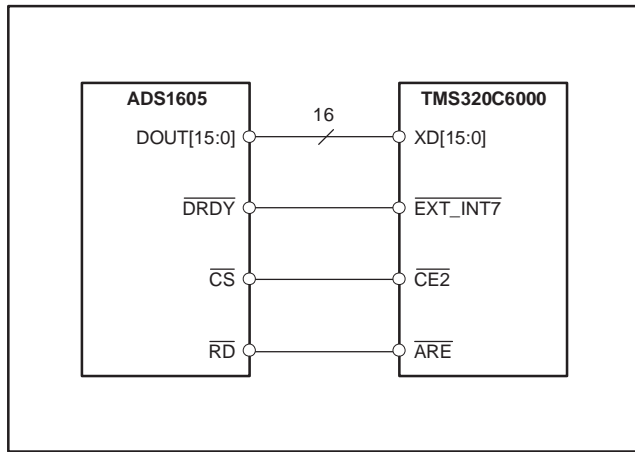 ADS1605 TMS320C6000
16
DOUT[15:0] XD[15:0]
DRDY EXT_INT7
CS CE2
RD ARE